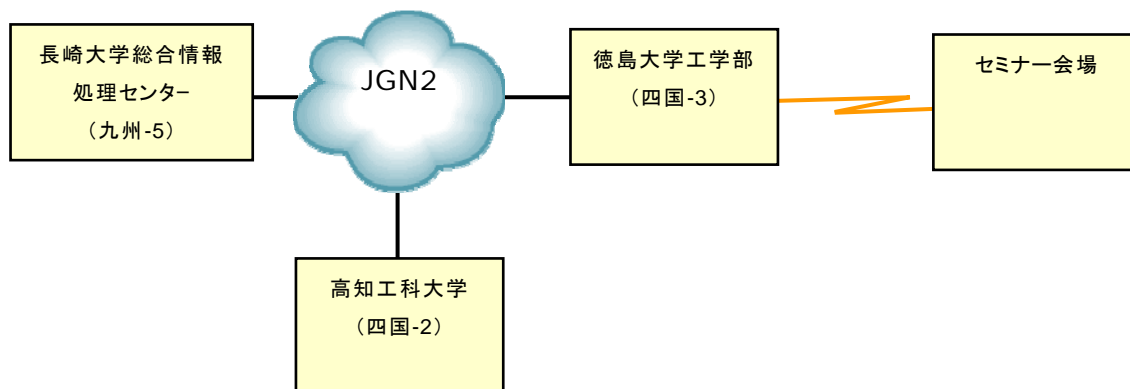 長崎大学総合情報
処理センター
（九州-5）
JGN2
徳島大学工学部
（四国-3）
セミナー会場
高知工科大学
（四国-2）